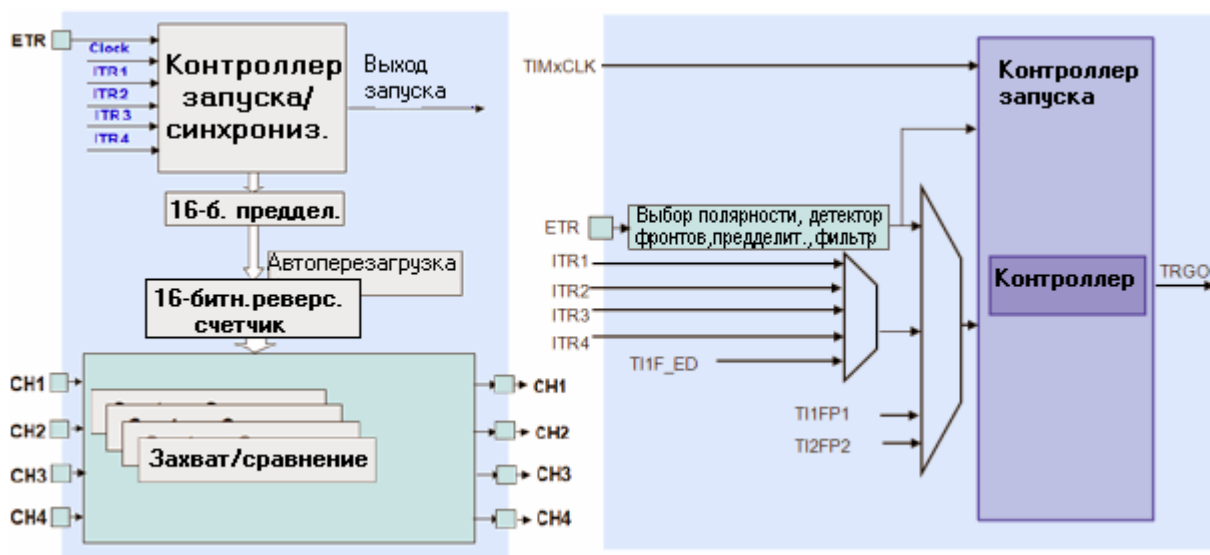 ETR
Clock
ITR1
ITR2
ITR3
ITR4
Контроллер
запуска/
синхрониз.
Выход
запуска
16-б. преддел.
Автоперезагрузка
16-битн.реверс.
счетчик
CH1
CH2
CH3
CH4
Захват/сравнение
CH1
CH2
CH3
CH4
TIMxCLK
Контроллер
запуска
ETR
Выбор полярности, детектор
фронтов,предделит.,фильтр
ITR1
ITR2
ITR3
ITR4
TI1F_ED
TI1FP1
TI2FP2
Контроллер
TRGO